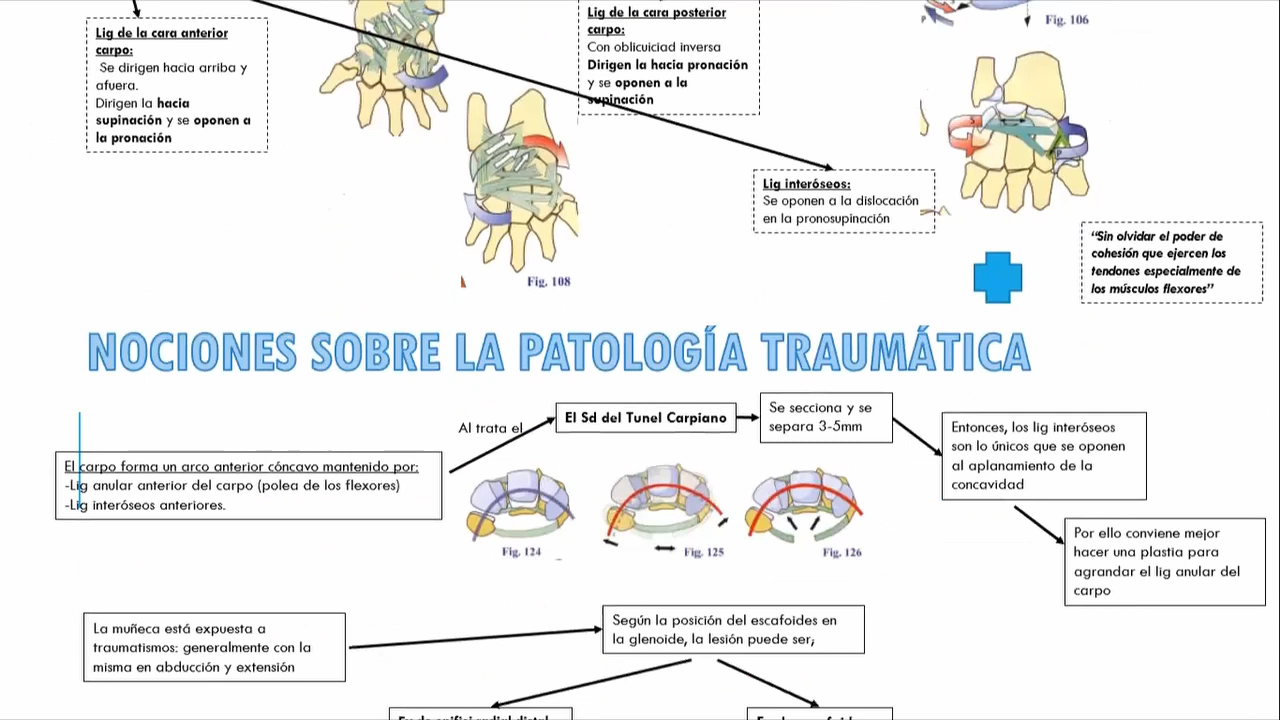 Lig de la cara anterior
carpo:
Se dirigen hacia arriba y
afuera.
Dirigen la hacia
supinación y se oponen a
la pronación
Lig de la cara posterior
carpo:
Con oblicuiciad inversa
Dirigen la hacia pronación
y se oponen a la
supinación
P
Fig. 106
S
P
Fig. 108
Lig interóseos:
Se oponen a la dislocación
en la pronosupinación
“Sin olvidar el poder de
cohesión que ejercen los
tendones especialmente de
los músculos flexores”
NOCIONES SOBRE LA PATOLOGÍA TRAUMÁTICA
El carpo forma un arco anterior cóncavo mantenido por:
-Lig anular anterior del carpo (polea de los flexores)
-Lig interóseos anteriores.
Al trata el
El Sd del Tunel Carpiano
Se secciona y se
separa 3-5mm
Entonces, los lig interóseos
son lo únicos que se oponen
al aplanamiento de la
concavidad
Por ello conviene mejor
hacer una plastia para
agrandar el lig anular del
carpo
Fig. 124
Fig. 125
Fig. 126
La muñeca está expuesta a
traumatismos: generalmente con la
misma en abducción y extensión
Según la posición del escafoides en
la glenoide, la lesión puede ser;